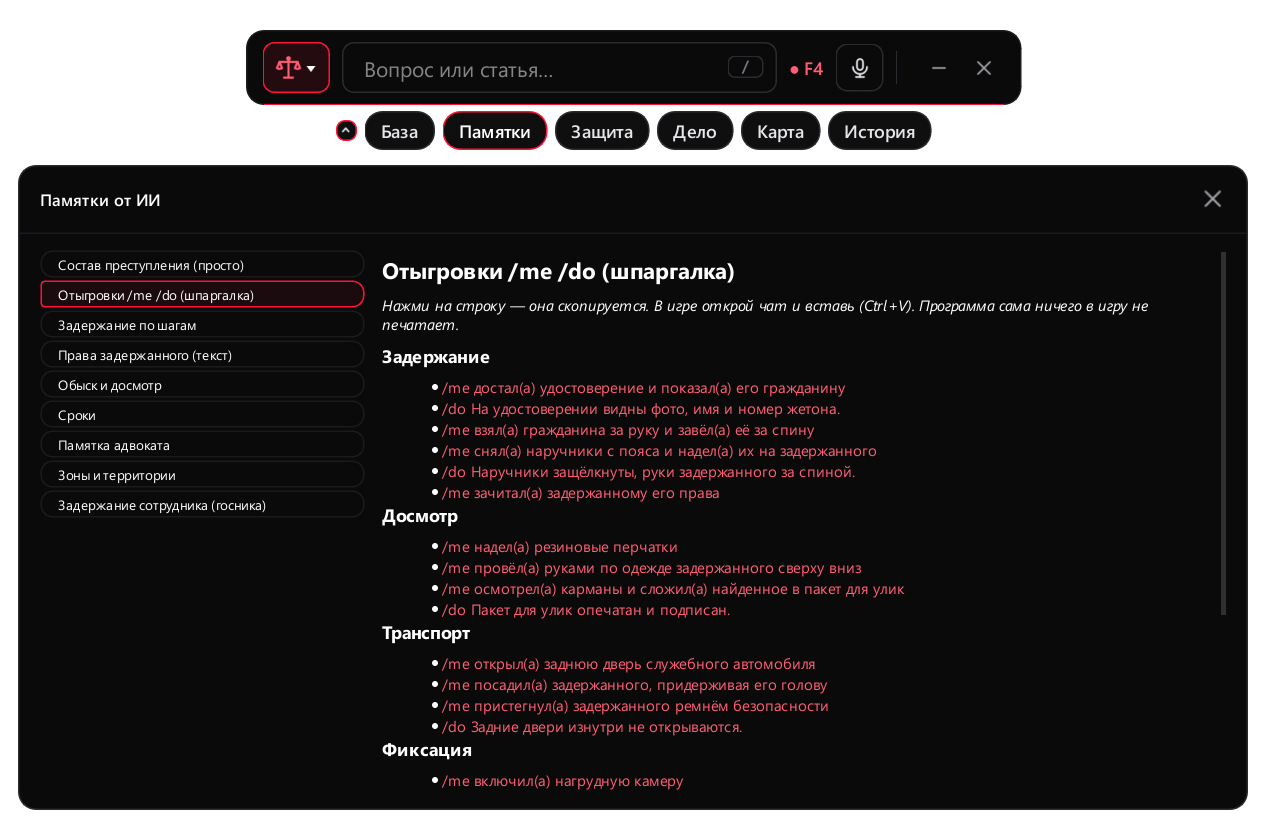 Вопрос или статья...
/
F4
База
Памятки
Защита
Дело
Карта
История
Памятки от ИИ
Состав преступления (просто)
Отыгровки /me /do (шпаргалка)
Задержание по шагам
Права задержанного (текст)
Обыск и досмотр
Сроки
Памятка адвоката
Зоны и территории
Задержание сотрудника (госника)
Отыгровки /me /do (шпаргалка)
Нажми на строку — она скопируется. В игре открой чат и вставь (Ctrl+V). Программа сама ничего в игру не
печатает.
Задержание
/me достал(а) удостоверение и показал(а) его гражданину
/do На удостоверении видны фото, имя и номер жетона.
/me взял(а) гражданина за руку и завёл(а) её за спину
/me снял(а) наручники с пояса и надел(а) их на задержанного
/do Наручники защёлкнуты, руки задержанного за спиной.
/me зачитал(а) задержанному его права
Досмотр
/me надел(а) резиновые перчатки
/me провёл(а) руками по одежде задержанного сверху вниз
/me осмотрел(а) карманы и сложил(а) найденное в пакет для улик
/do Пакет для улик опечатан и подписан.
Транспорт
/me открыл(а) заднюю дверь служебного автомобиля
/me посадил(а) задержанного, придерживая его голову
/me пристегнул(а) задержанного ремнём безопасности
/do Задние двери изнутри не открываются.
Фиксация
/me включил(а) нагрудную камеру